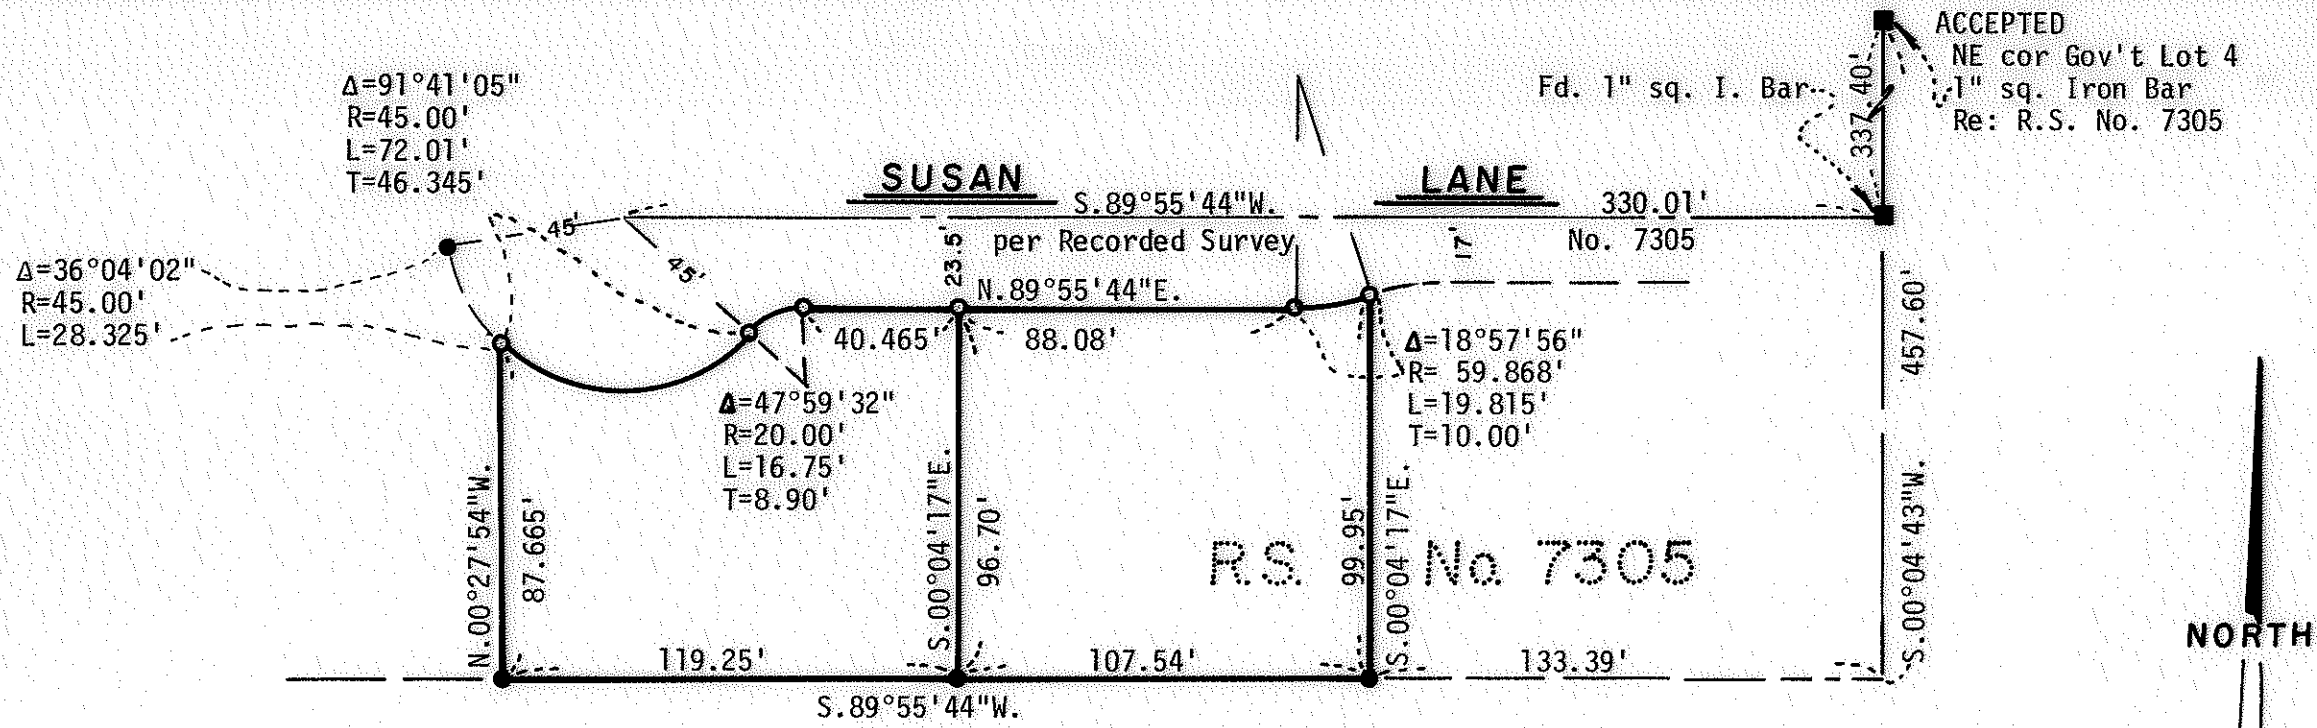 ACCEPTED
NE cor Gov't Lot 4
1" sq. Iron Bar
Re: R.S. No. 7305
Fd. 1" sq. I. Bar
337.40'
Δ=91°41'05"
R=45.00'
L=72.01'
T=46.345'
SUSAN LANE
S.89°55'44"W. 330.01'
per Recorded Survey No. 7305
45'
45'
23.5'
17'
Δ=36°04'02"
R=45.00'
L=28.325'
N.89°55'44"E.
40.465'
88.08'
457.60'
Δ=18°57'56"
R= 59.868'
L=19.815'
T=10.00'
Δ=47°59'32"
R=20.00'
L=16.75'
T=8.90'
N.00°27'54"W.
87.665'
S.00°04'17"E.
96.70'
99.95'
S.00°04'17"E.
S.00°04'43"W.
R.S. No. 7305
NORTH
119.25'
107.54'
133.39'
S.89°55'44"W.